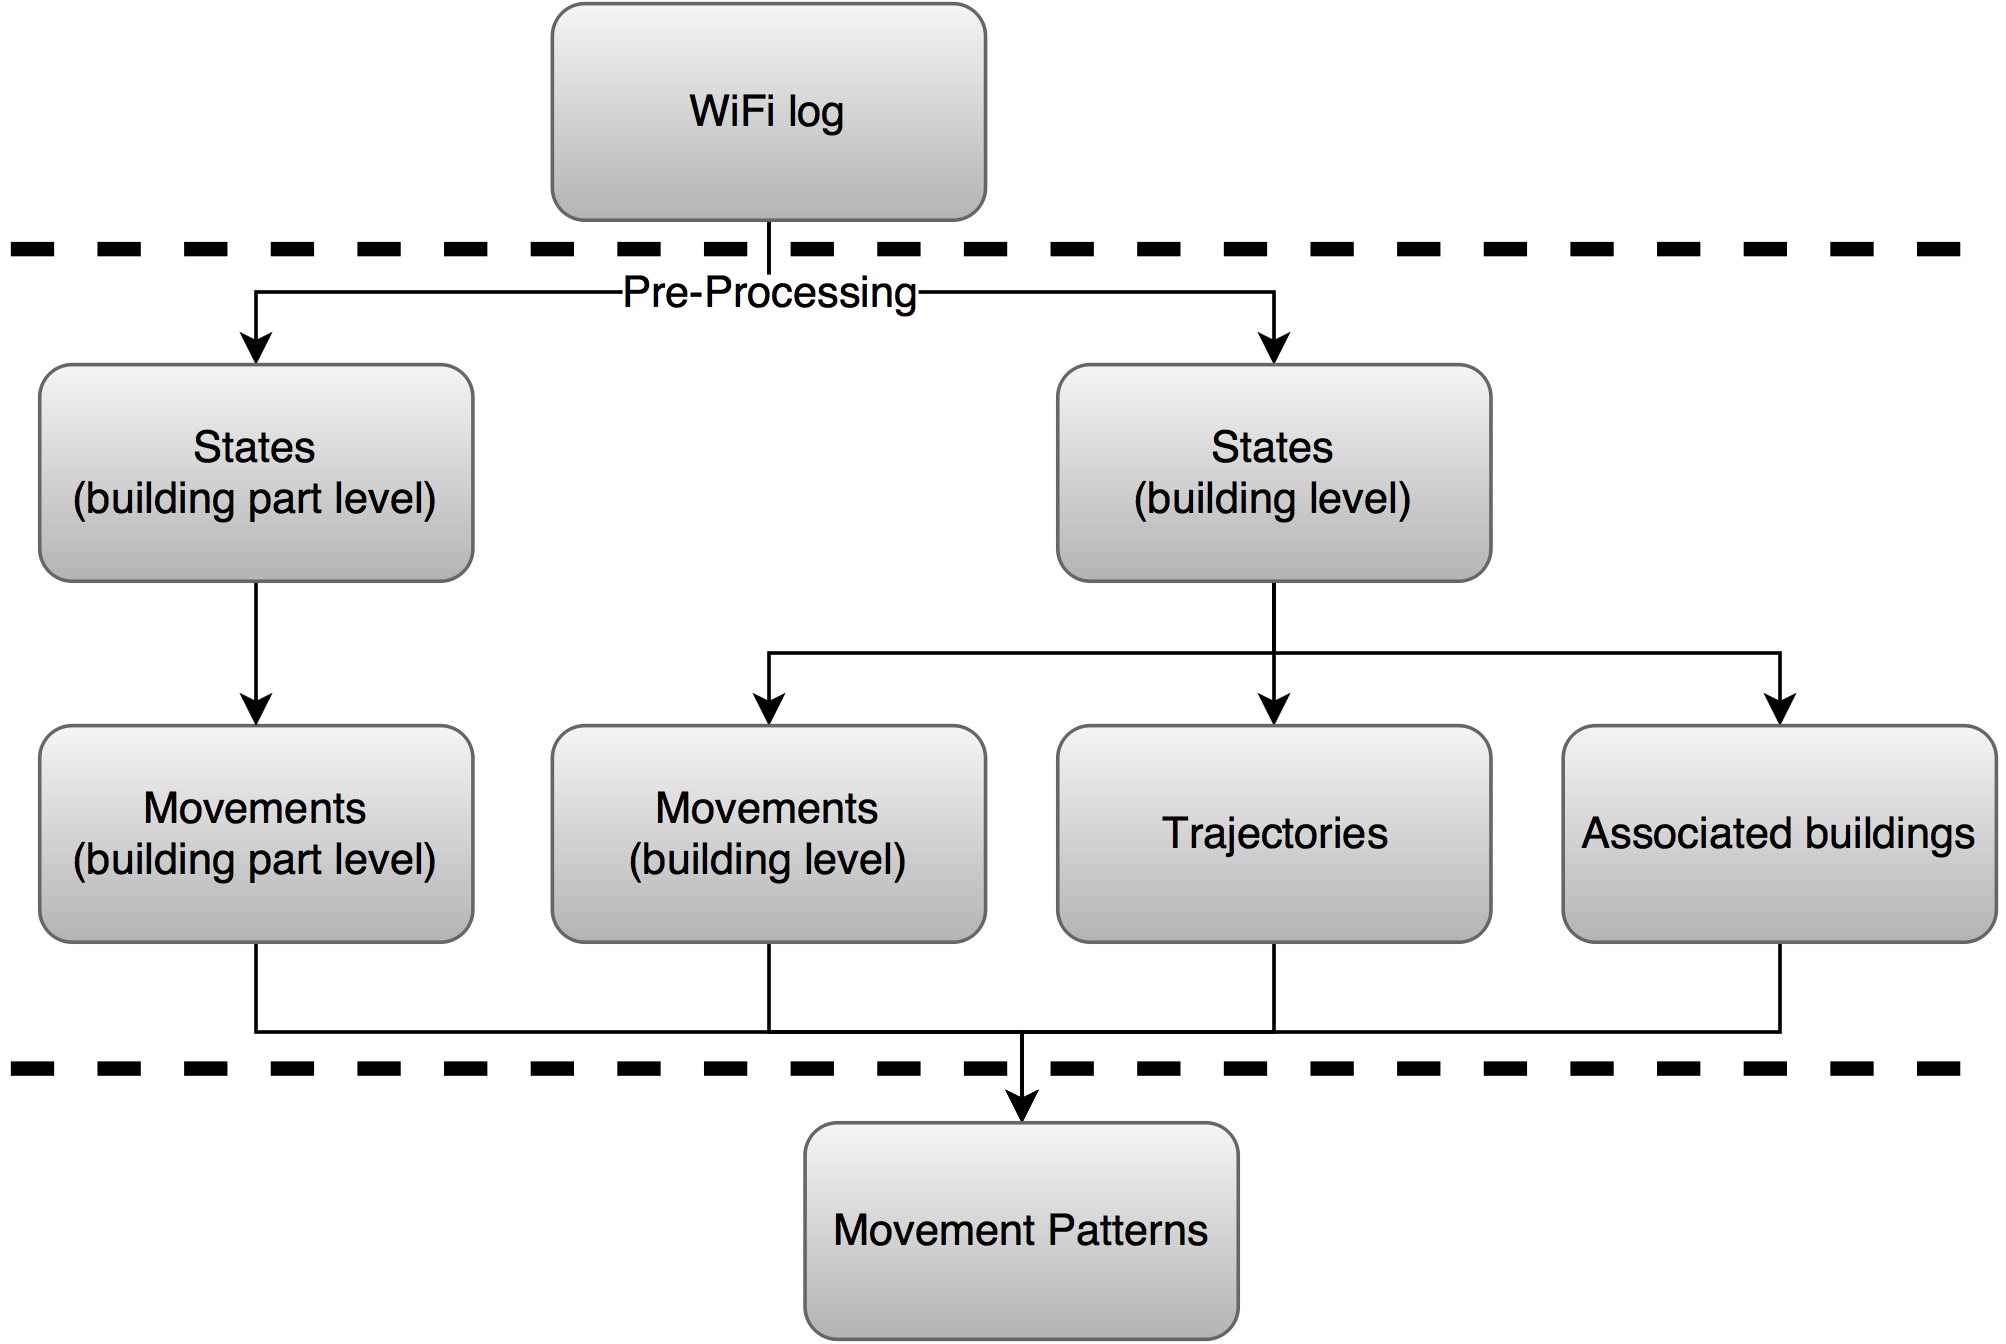 WiFi log
Pre-Processing
States
(building part level)
States
(building level)
Movements
(building part level)
Movements
(building level)
Trajectories
Associated buildings
Movement Patterns